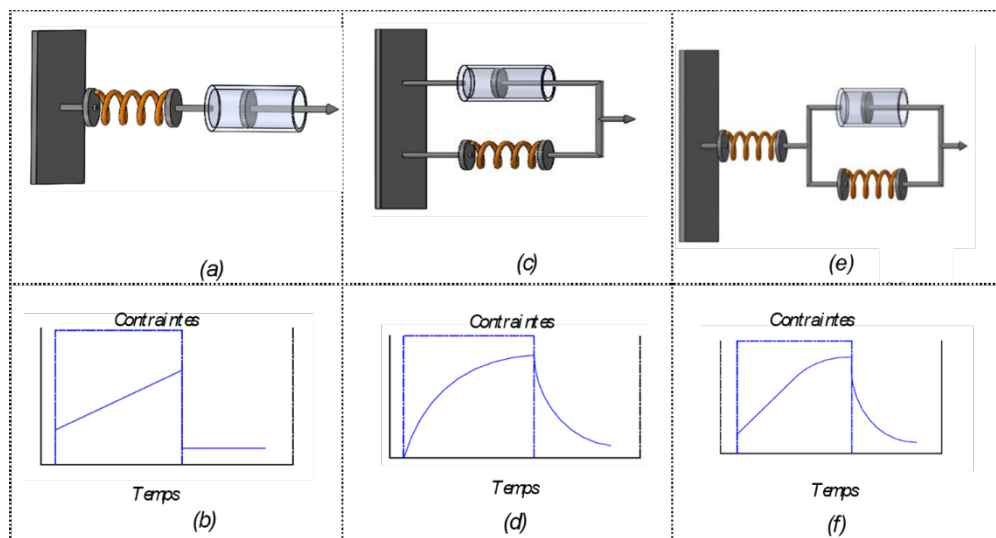 (a)
(c)
(e)
Contraintes
Contraintes
Contraintes
Temps
Temps
Temps
(b)
(d)
(f)